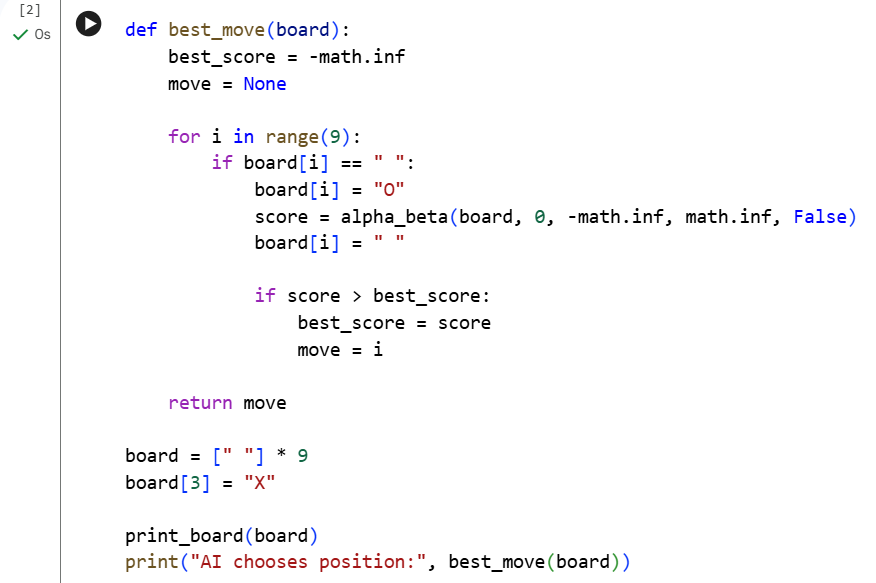 [2]
0s
def best_move(board):
    best_score = -math.inf
    move = None

    for i in range(9):
        if board[i] == " ":
            board[i] = "O"
            score = alpha_beta(board, 0, -math.inf, math.inf, False)
            board[i] = " "

            if score > best_score:
                best_score = score
                move = i

    return move

board = [" "] * 9
board[3] = "X"

print_board(board)
print("AI chooses position:", best_move(board))